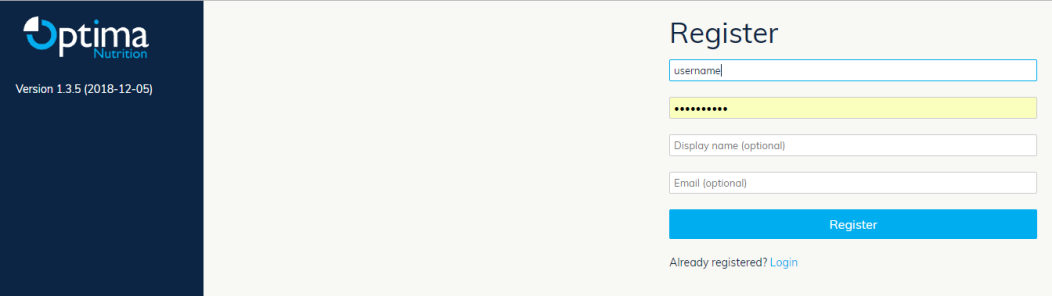 Optima
Nutrition
Version 1.3.5 (2018-12-05)
Register
username
••••••••••
Display name (optional)
Email (optional)
Register
Already registered? Login